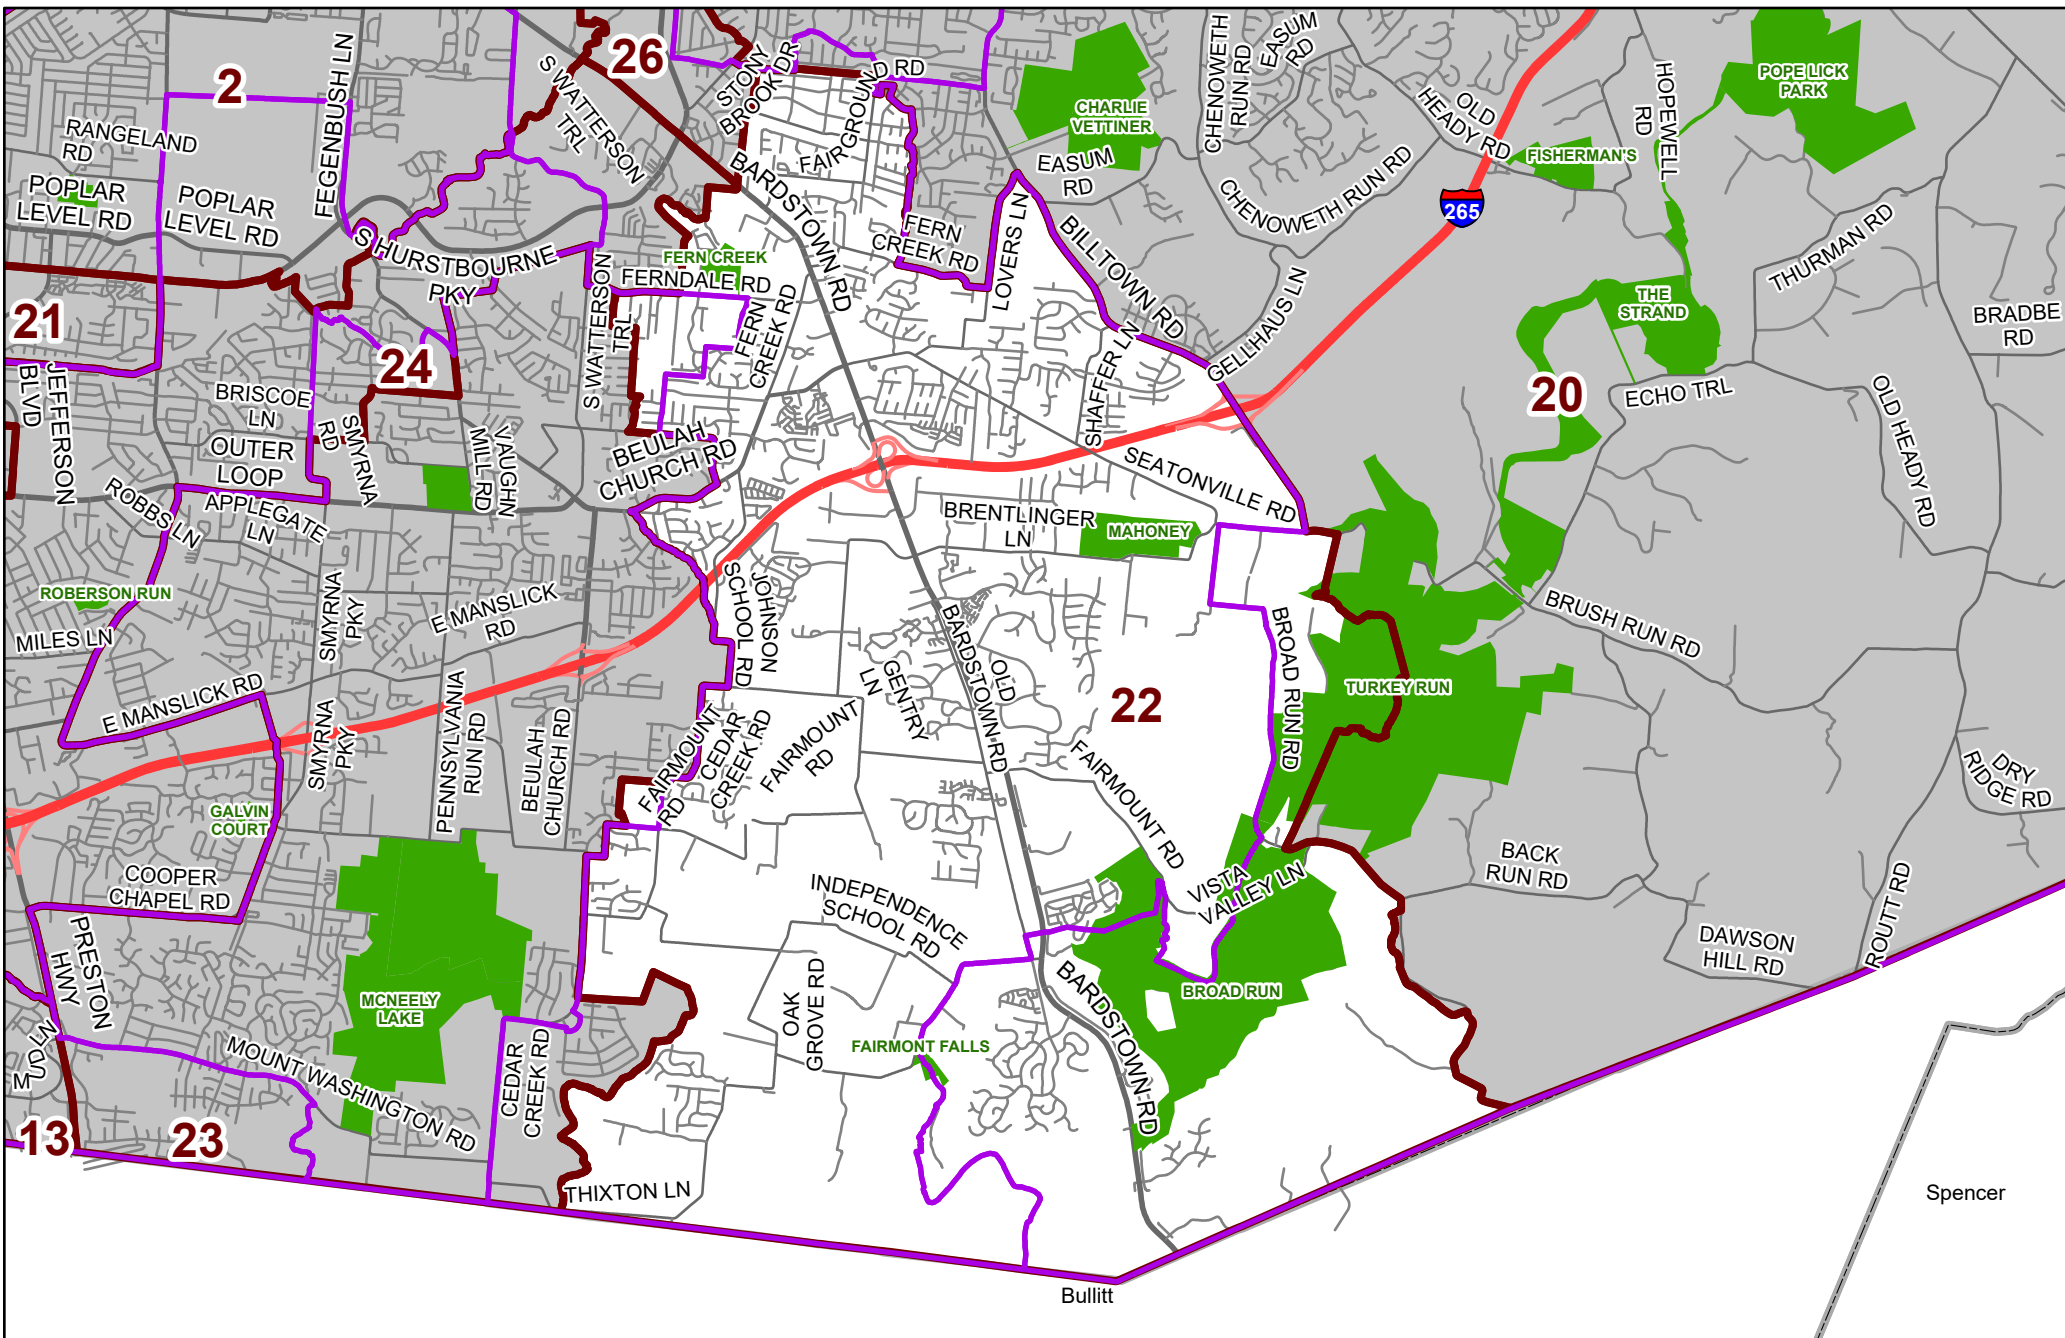 2
26
FEGENBUSH LN
S WATTERSON
TRL
STONY
BROOK DR
D RD
FAIRGROUN
CHENOWETH
RUN RD
EASUM
RD
HOPEWELL
RD
POPE LICK
PARK
CHARLIE
VETTINER
OLD
HEADY RD
FISHERMAN'S
RANGELAND
RD
POPLAR
LEVEL RD
POPLAR
LEVEL RD
EASUM
RD
CHENOWETH RUN RD
265
BARDSTOWN RD
FERN
CREEK RD
LOVERS LN
BILLTOWN RD
THURMAN RD
S HURSTBOURNE
PKY
FERN CREEK
FERNDALE RD
S WATTERSON
TRL
FERN
CREEK RD
GELLHAUS LN
THE
STRAND
BRADBE
RD
21
24
SHAFFER LN
20
ECHO TRL
OLD HEADY RD
JEFFERSON
BLVD
BRISCOE
LN
SMYRNA
RD
OUTER
LOOP
VAUGHN
MILL RD
BEULAH
CHURCH RD
SEATONVILLE RD
ROBBS LN
APPLEGATE
LN
BRENTLINGER
LN
MAHONEY
ROBERSON RUN
MILES LN
SMYRNA
PKY
E MANSLICK
RD
JOHNSON
SCHOOL RD
BARDSTOWN RD
OLD
GENTRY
LN
BROAD RUN RD
BRUSH RUN RD
TURKEY RUN
22
E MANSLICK RD
SMYRNA
PKY
PENNSYLVANIA
RUN RD
BEULAH
CHURCH RD
FAIRMOUNT
RD
CEDAR
CREEK RD
FAIRMOUNT
RD
FAIRMOUNT RD
DRY
RIDGE RD
GALVIN
COURT
COOPER
CHAPEL RD
VISTA
VALLEY LN
BACK
RUN RD
INDEPENDENCE
SCHOOL RD
DAWSON
HILL RD
ROUTT RD
PRESTON
HWY
MCNEELY
LAKE
OAK
GROVE RD
BROAD RUN
BARDSTOWN RD
FAIRMONT FALLS
MUD LN
MOUNT WASHINGTON RD
CEDAR
CREEK RD
13
23
THIXTON LN
Spencer
Bullitt